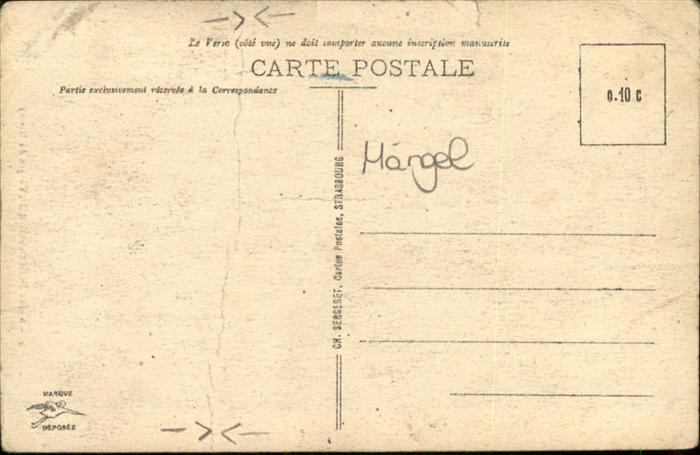 Le Verso (côté vue) ne doit comporter aucune inscription manuscrite
CARTE POSTALE
Partie exclusivement réservée à la Correspondance
0.10 c
Mängel
CH. BERGERET, Cartes Postales, STRASBOURG
MARQUE
DÉPOSÉE